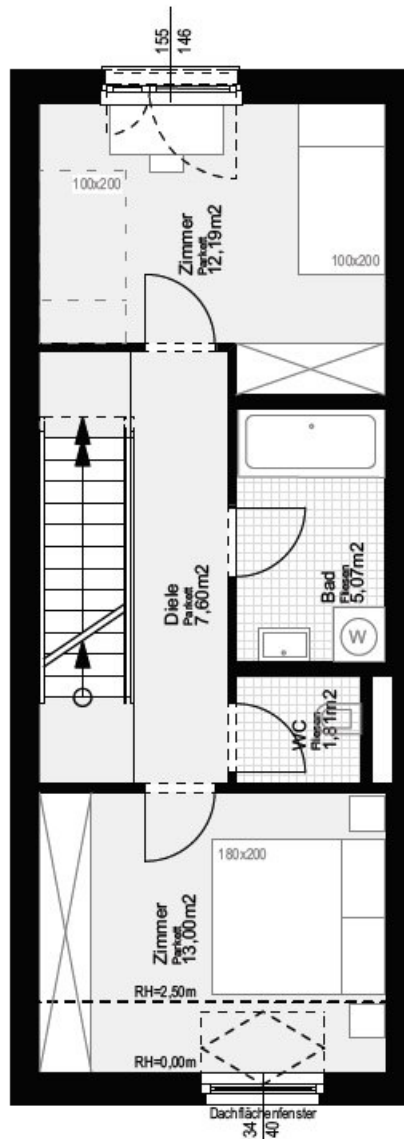 155
146
100x200
Zimmer
Parkett
12,19m2
100x200
Diele
7,60m2
Bad
Fliesen
5,07m2
W
WC
Fliesen
1,81m2
180x200
Zimmer
Parkett
13,00m2
RH=2,50m
RH=0,00m
Dachflächenfenster
34
40